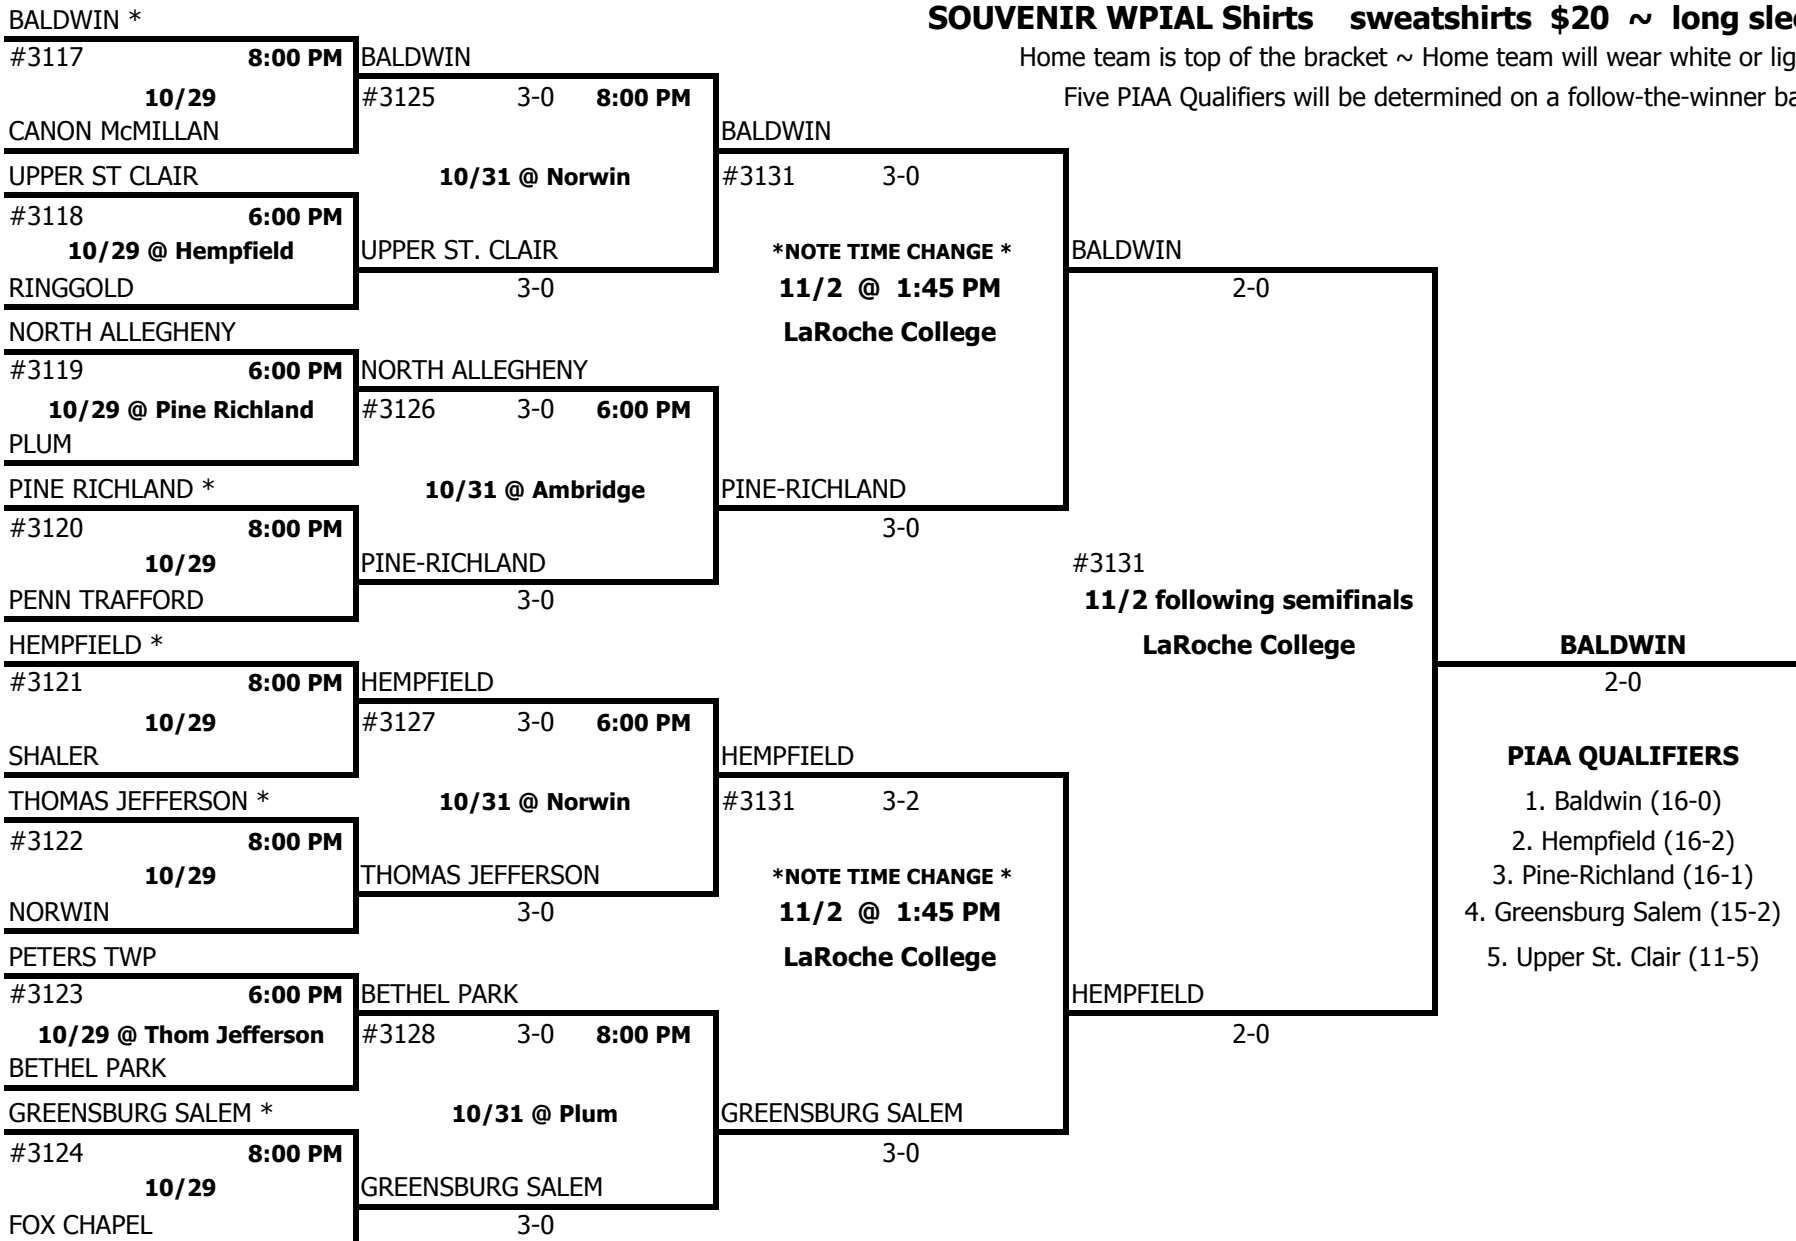 BALDWIN *
SOUVENIR WPIAL Shirts sweatshirts $20 ~ long
#3117 8:00 PM BALDWIN
Home team is top of the bracket ~ Home team will wear white or
10/29 #3125 3-0 8:00 PM
Five PIAA Qualifiers will be determined on a follow-the-winner
CANON McMILLAN BALDWIN
UPPER ST CLAIR 10/31 @ Norwin #3131 3-0
#3118 6:00 PM
10/29 @ Hempfield UPPER ST. CLAIR *NOTE TIME CHANGE * BALDWIN
RINGGOLD 3-0 11/2 @ 1:45 PM 2-0
NORTH ALLEGHENY LaRoche College
#3119 6:00 PM NORTH ALLEGHENY
10/29 @ Pine Richland #3126 3-0 6:00 PM
PLUM
PINE RICHLAND * 10/31 @ Ambridge PINE-RICHLAND
#3120 8:00 PM 3-0
10/29 PINE-RICHLAND #3131
PENN TRAFFORD 3-0 11/2 following semifinals
HEMPFIELD * LaRoche College BALDWIN
#3121 8:00 PM HEMPFIELD 2-0
10/29 #3127 3-0 6:00 PM
SHALER HEMPFIELD PIAA QUALIFIERS
THOMAS JEFFERSON * 10/31 @ Norwin #3131 3-2 1. Baldwin (16-0)
#3122 8:00 PM 2. Hempfield (16-2)
10/29 THOMAS JEFFERSON *NOTE TIME CHANGE * 3. Pine-Richland (16-1)
NORWIN 3-0 11/2 @ 1:45 PM 4. Greensburg Salem (15-2)
PETERS TWP LaRoche College 5. Upper St. Clair (11-5)
#3123 6:00 PM BETHEL PARK HEMPFIELD
10/29 @ Thom Jefferson #3128 3-0 8:00 PM 2-0
BETHEL PARK
GREENSBURG SALEM * 10/31 @ Plum GREENSBURG SALEM
#3124 8:00 PM 3-0
10/29 GREENSBURG SALEM
FOX CHAPEL 3-0